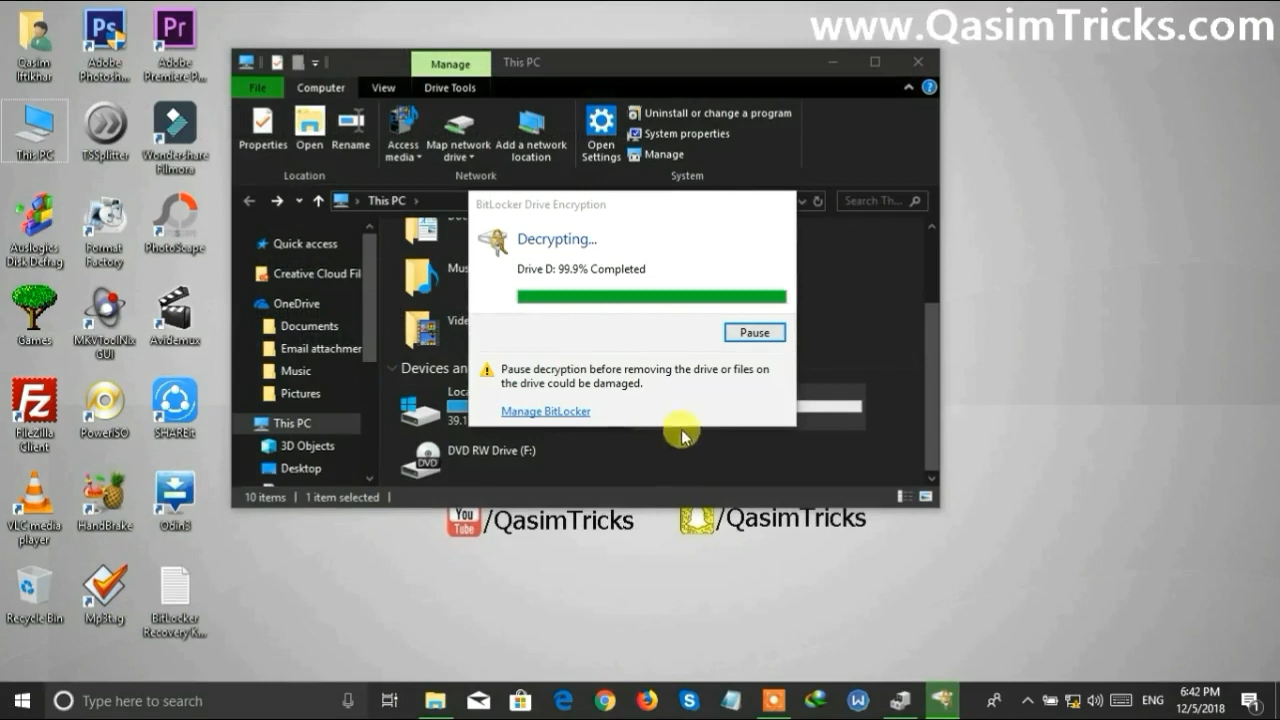 www.QasimTricks.com
Qasim
Iftikhar
Adobe
Photosh...
Adobe
Premiere P...
This PC
TSSplitter
Wondershare
Filmora
Auslogics
Disk Defrag
Format
Factory
PhotoScape
Games
MKVToolNix
GUI
Avidemux
FileZilla
Client
PowerISO
SHAREit
VLC media
player
HandBrake
Odin3
Recycle Bin
Mp3tag
BitLocker
Recovery K...
Manage
This PC
File
Computer
View
Drive Tools
Properties
Open
Rename
Access
media
Map network
drive
Add a network
location
Open
Settings
Uninstall or change a program
System properties
Manage
Location
Network
System
This PC
Search Th...
Quick access
Creative Cloud Fil
OneDrive
Documents
Email attachmer
Music
Pictures
This PC
3D Objects
Desktop
Mus
Vide
Devices an
Loca
39.1
DVD RW Drive (F:)
10 items
1 item selected
BitLocker Drive Encryption
Decrypting...
Drive D: 99.9% Completed
Pause
Pause decryption before removing the drive or files on
the drive could be damaged.
Manage BitLocker
You
Tube
/QasimTricks
/QasimTricks
Type here to search
ENG
6:42 PM
12/5/2018